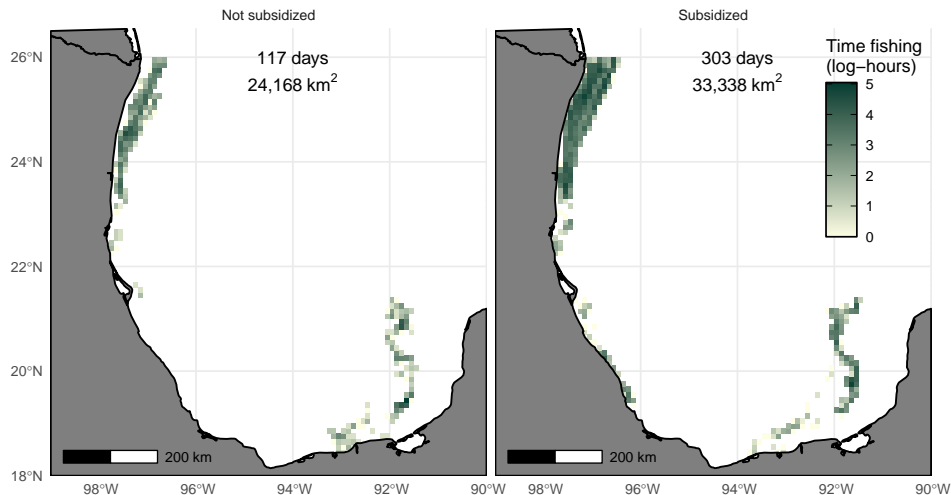 Not subsidized
Subsidized
117 days
24,168 km²
303 days
33,338 km²
Time fishing
(log−hours)
5
4
3
2
1
0
26°N
24°N
22°N
20°N
18°N
200 km
200 km
98°W 96°W 94°W 92°W 90°W
98°W 96°W 94°W 92°W 90°W